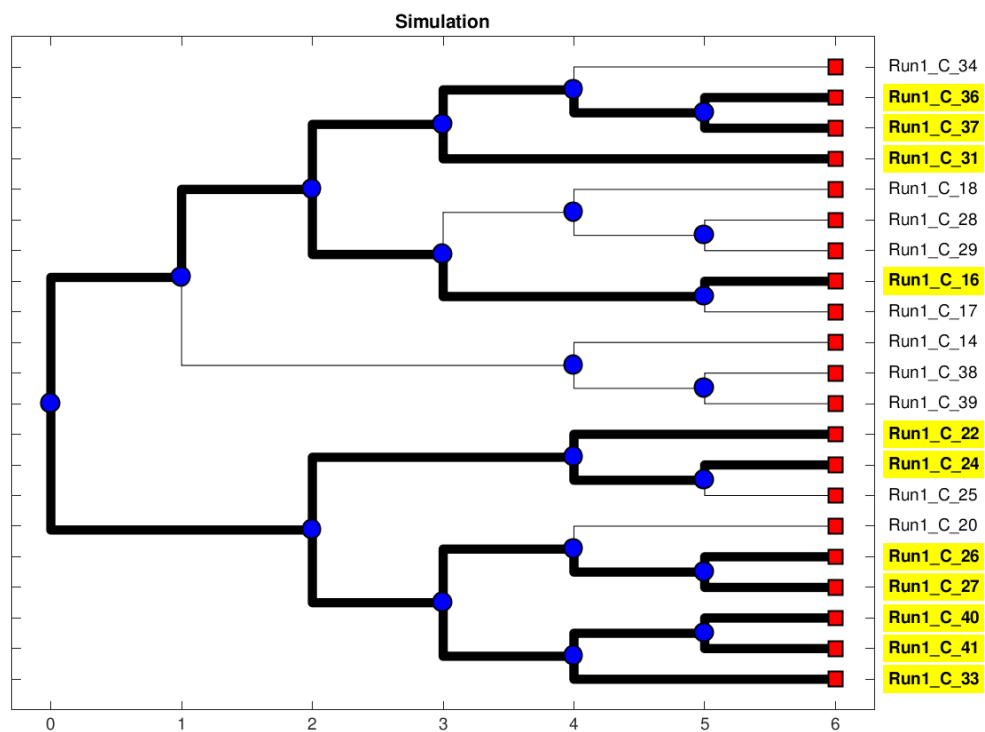 Simulation
Run1_C_34
Run1_C_36
Run1_C_37
Run1_C_31
Run1_C_18
Run1_C_28
Run1_C_29
Run1_C_16
Run1_C_17
Run1_C_14
Run1_C_38
Run1_C_39
Run1_C_22
Run1_C_24
Run1_C_25
Run1_C_20
Run1_C_26
Run1_C_27
Run1_C_40
Run1_C_41
Run1_C_33
0 1 2 3 4 5 6